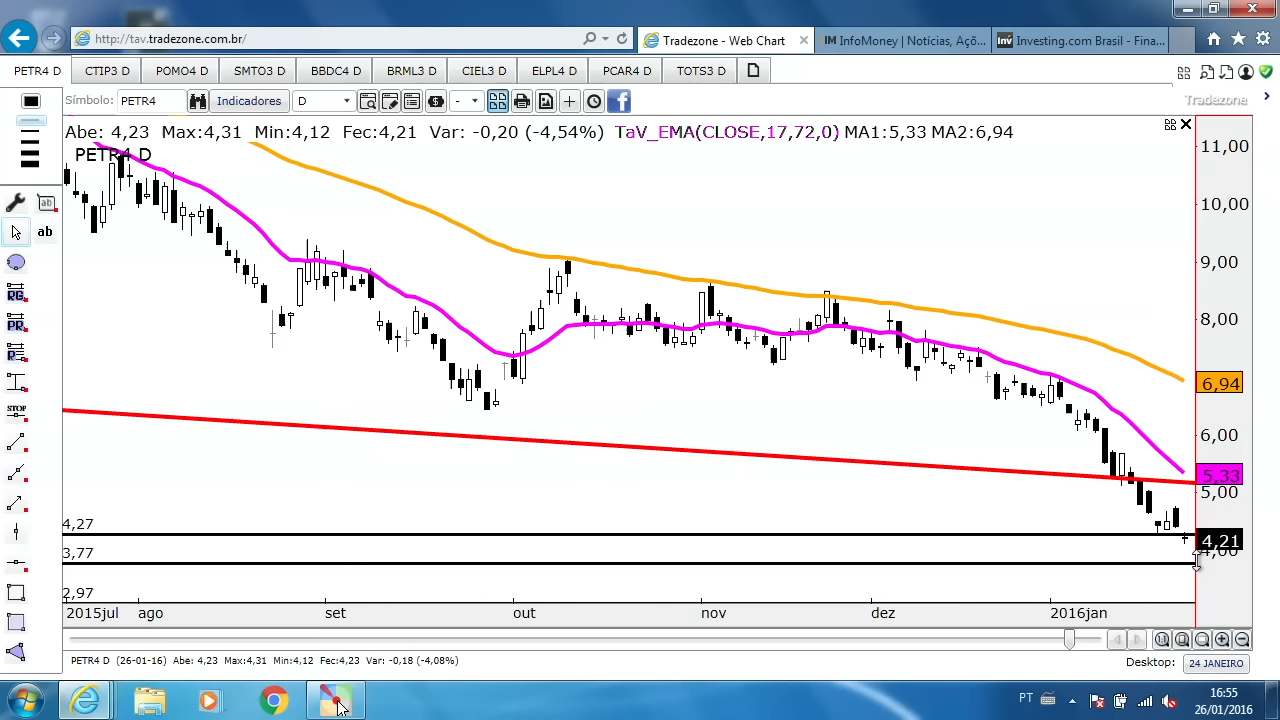 http://tav.tradezone.com.br/
Tradezone - Web Chart
InfoMoney | Notícias, Açõ...
Investing.com Brasil - Fina...
PETR4 D
CTIP3 D
POMO4 D
SMTO3 D
BBDC4 D
BRML3 D
CIEL3 D
ELPL4 D
PCAR4 D
TOTS3 D
Símbolo: PETR4
Indicadores
D
-
Tradezone
Abe: 4,23 Max:4,31 Min:4,12 Fec:4,21 Var: -0,20 (-4,54%) TaV_EMA(CLOSE,17,72,0) MA1:5,33 MA2:6,94
PETR4 D
11,00
10,00
9,00
8,00
6,94
6,00
5,33
5,00
4,21
4,00
ab
ab
RG
PR
STOP
4,27
3,77
2,97
2015jul ago set out nov dez 2016jan
PETR4 D (26-01-16) Abe: 4,23 Max:4,31 Min:4,12 Fec:4,23 Var: -0,18 (-4,08%)
Desktop: 24 JANEIRO
PT
16:55
26/01/2016